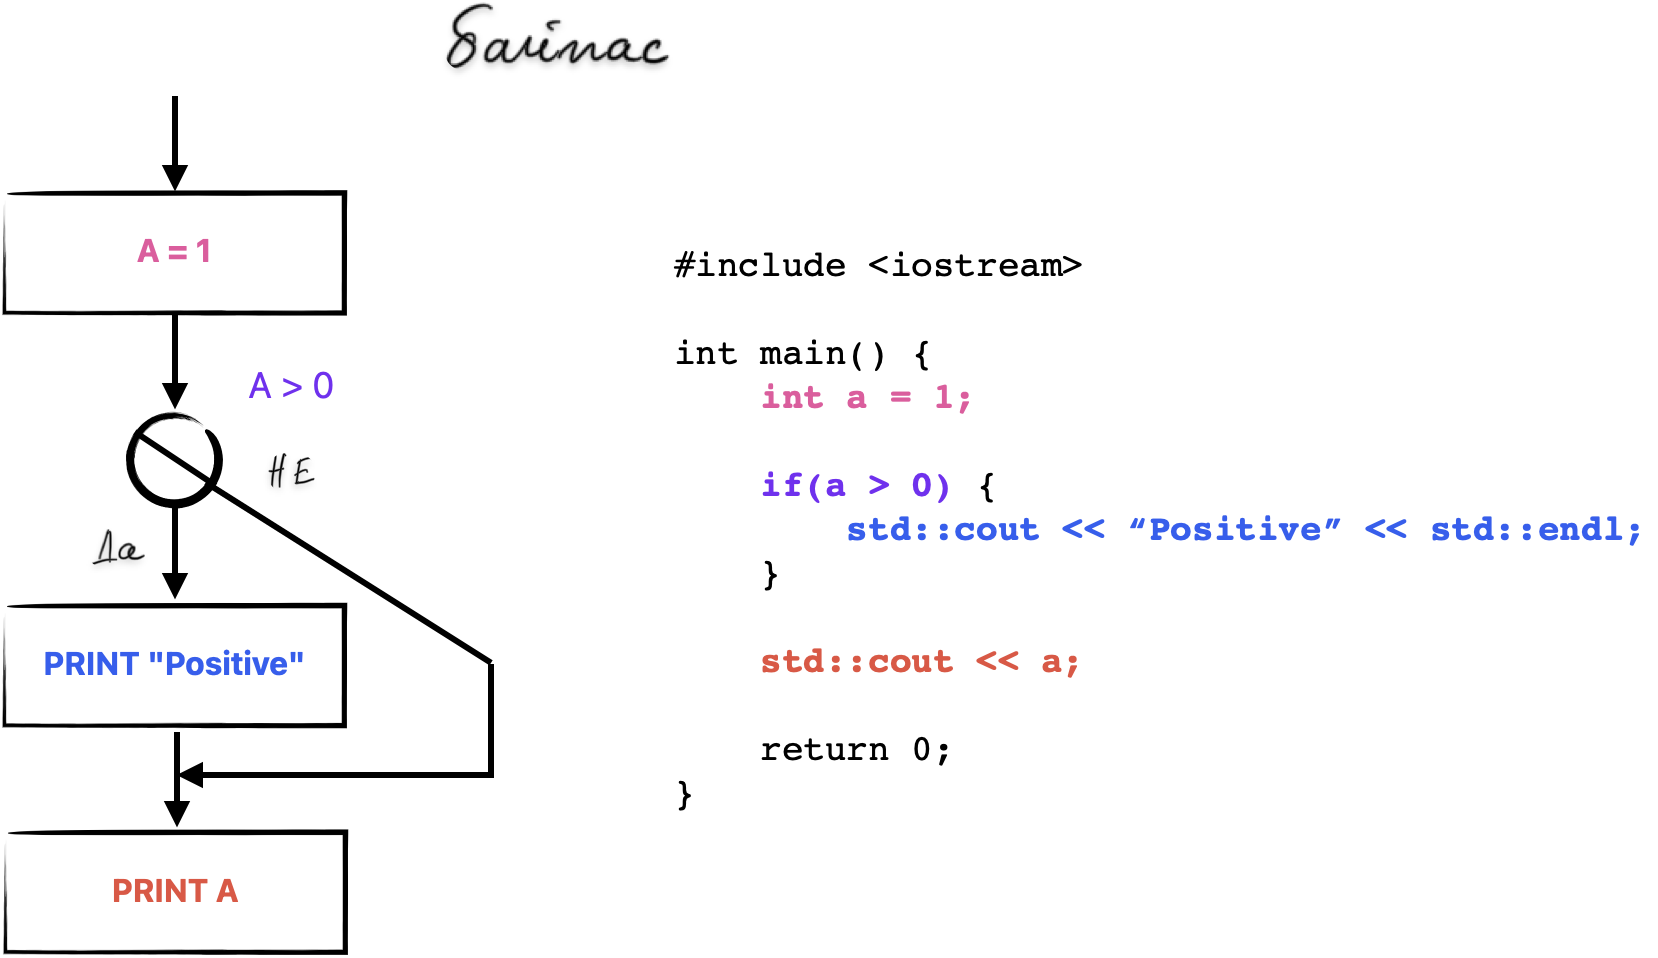 байпас
A = 1
A > 0
НЕ
Да
PRINT "Positive"
PRINT A
#include <iostream>
int main() {
int a = 1;
if(a > 0) {
std::cout << “Positive” << std::endl;
}
std::cout << a;
return 0;
}